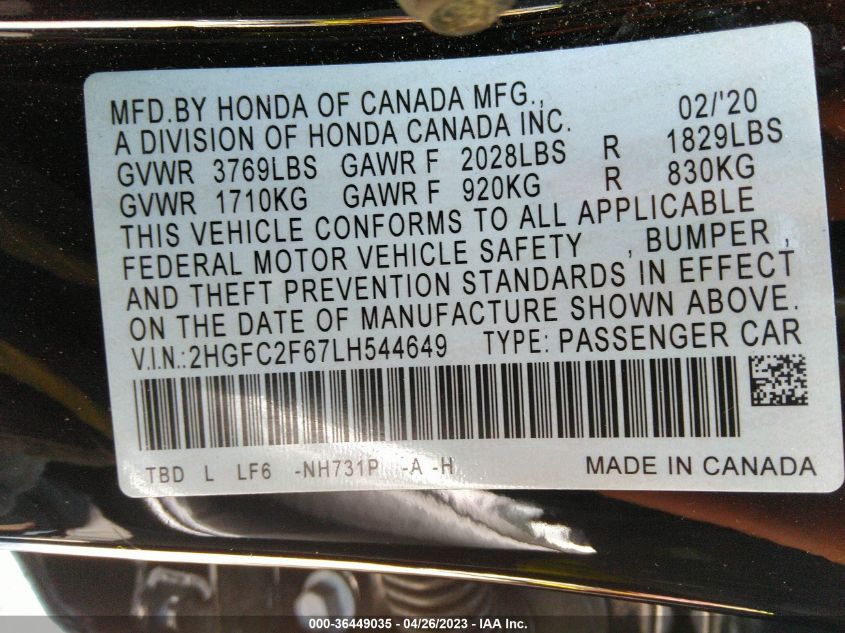 MFD.BY HONDA OF CANADA MFG., 02/'20
A DIVISION OF HONDA CANADA INC.
GVWR 3769LBS GAWR F 2028LBS R 1829LBS
GVWR 1710KG GAWR F 920KG R 830KG
THIS VEHICLE CONFORMS TO ALL APPLICABLE
FEDERAL MOTOR VEHICLE SAFETY , BUMPER ,
AND THEFT PREVENTION STANDARDS IN EFFECT
ON THE DATE OF MANUFACTURE SHOWN ABOVE.
V.I.N.:2HGFC2F67LH544649 TYPE: PASSENGER CAR
TBD L LF6 -NH731P -A -H MADE IN CANADA
000-36449035 - 04/26/2023 - IAA Inc.